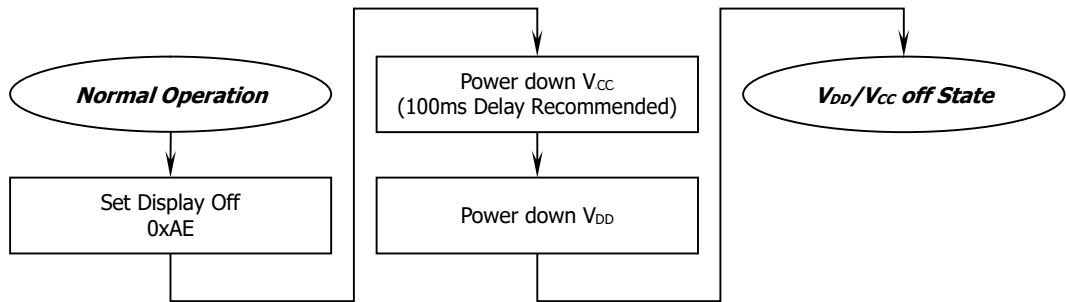 Normal Operation
Set Display Off
0xAE
Power down VCC
(100ms Delay Recommended)
Power down VDD
VDD/VCC off State